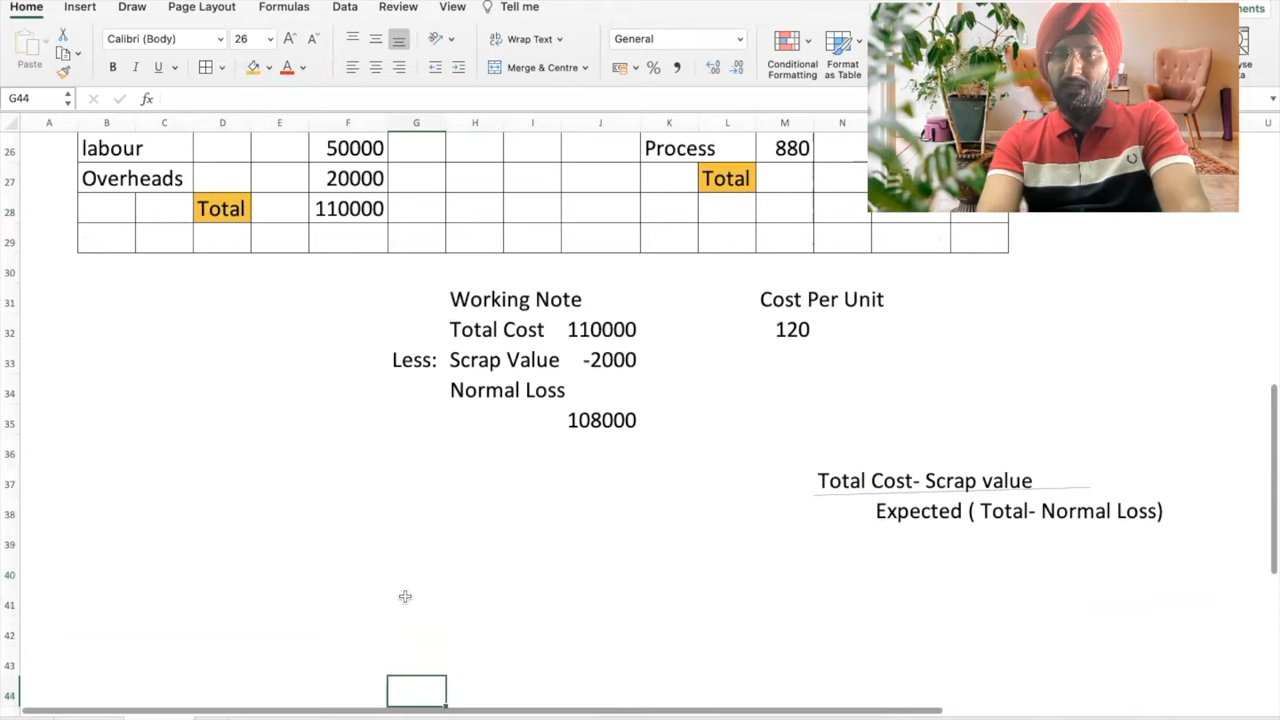 Home Insert Draw Page Layout Formulas Data Review View Tell me
Calibri (Body) 26 A A Wrap Text General
Paste B I U A Merge & Centre % Conditional Formatting Format as Table
G44 fx
A B C D E F G H I J K L M N U
26 labour 50000 Process 880
27 Overheads 20000 Total
28 Total 110000
29
30
31 Working Note Cost Per Unit
32 Total Cost 110000 120
33 Less: Scrap Value -2000
34 Normal Loss
35 108000
36
37 Total Cost- Scrap value
38 Expected ( Total- Normal Loss)
39
40
41
42
43
44